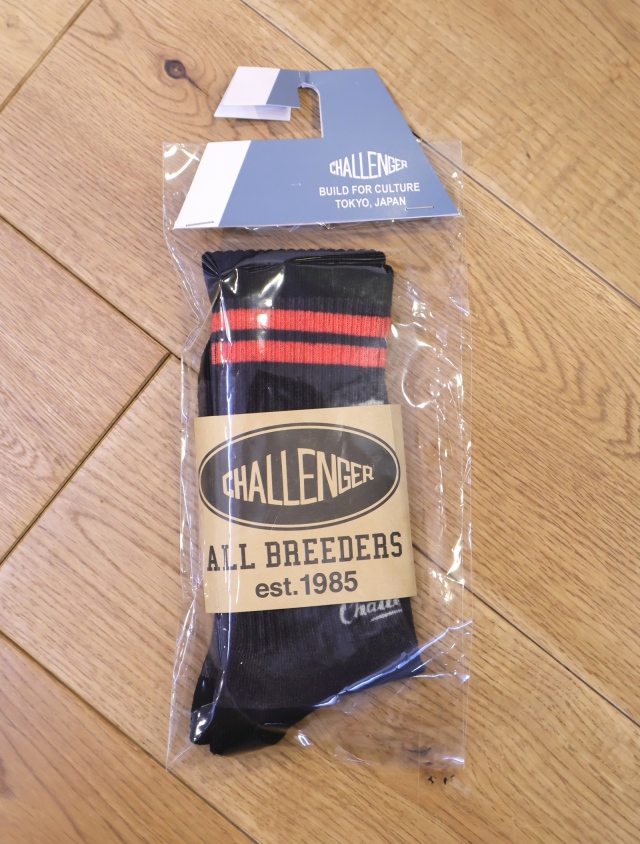 CHALLENGER
BUILD FOR CULTURE
TOKYO, JAPAN
CHALLENGER
ALL BREEDERS
est.1985